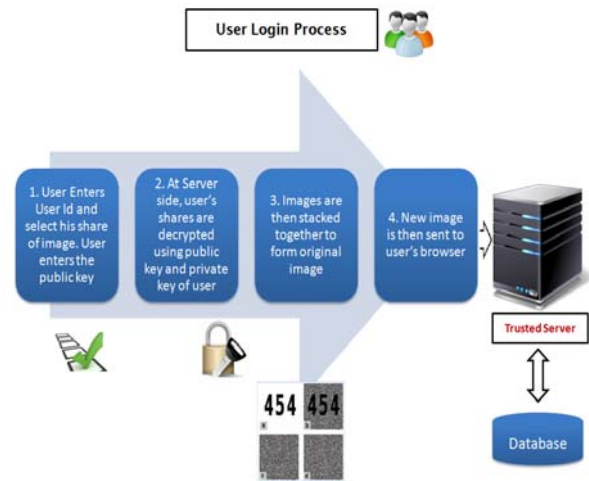 User Login Process
1. User Enters
User Id and
select his share
of image. User
enters the
public key
2. At Server
side, user's
shares are
decrypted
using public
key and private
key of user
3. Images are
then stacked
together to
form original
image
4. New image
is then sent to
user's browser
Trusted Server
454 454
Database